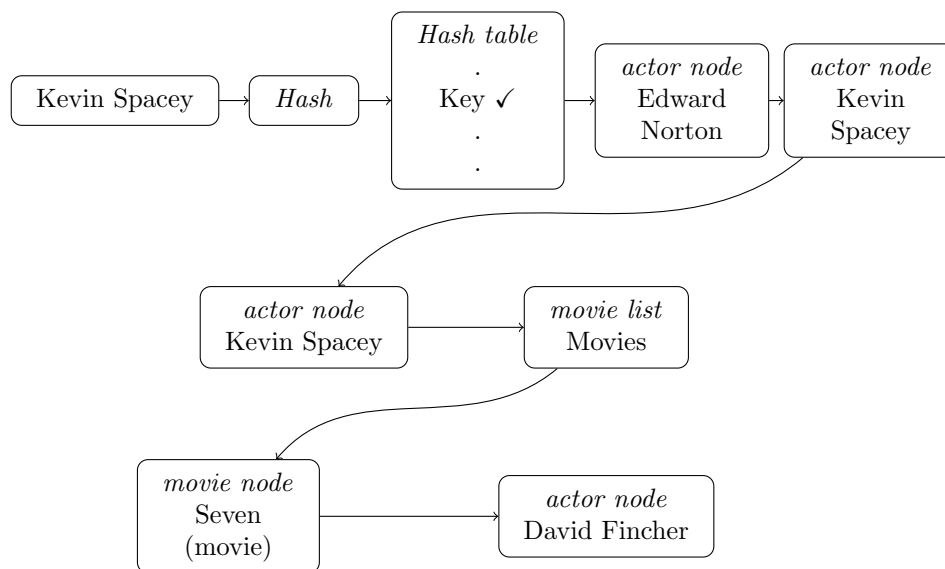 Kevin Spacey
Hash
Hash table
.
Key ✓
.
.
actor node
Edward
Norton
actor node
Kevin
Spacey
actor node
Kevin Spacey
movie list
Movies
movie node
Seven
(movie)
actor node
David Fincher